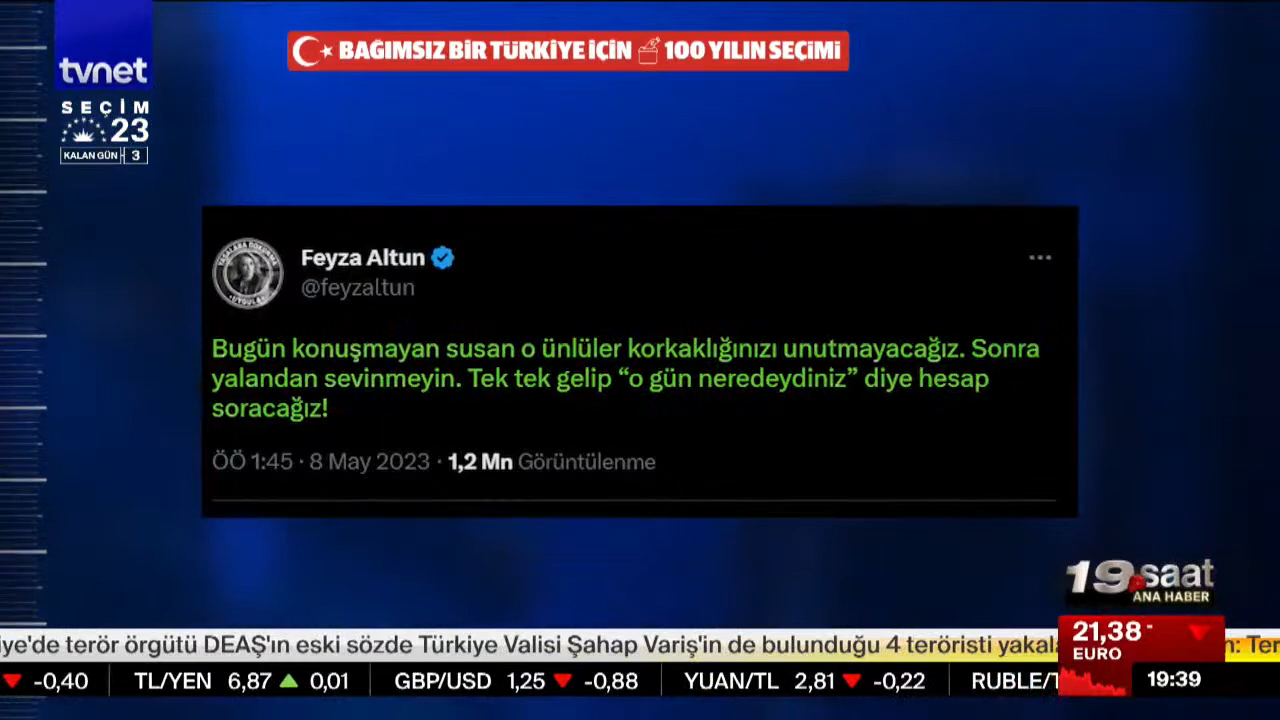 BAĞIMSIZ BİR TÜRKİYE İÇİN 100 YILIN SEÇİMİ
tvnet
SEÇİM
23
KALAN GÜN 3
Feyza Altun
@feyzaltun
Bugün konuşmayan susan o ünlüler korkaklığınızı unutmayacağız. Sonra
yalandan sevinmeyin. Tek tek gelip “o gün neredeydiniz” diye hesap
soracağız!
ÖÖ 1:45 · 8 May 2023 · 1,2 Mn Görüntülenme
19 saat
ANA HABER
21,38
EURO
iye'de terör örgütü DEAŞ'ın eski sözde Türkiye Valisi Şahap Variş'in de bulunduğu 4 teröristi yakala
-0,40 TL/YEN 6,87 0,01 GBP/USD 1,25 -0,88 YUAN/TL 2,81 -0,22 RUBLE/T 19:39